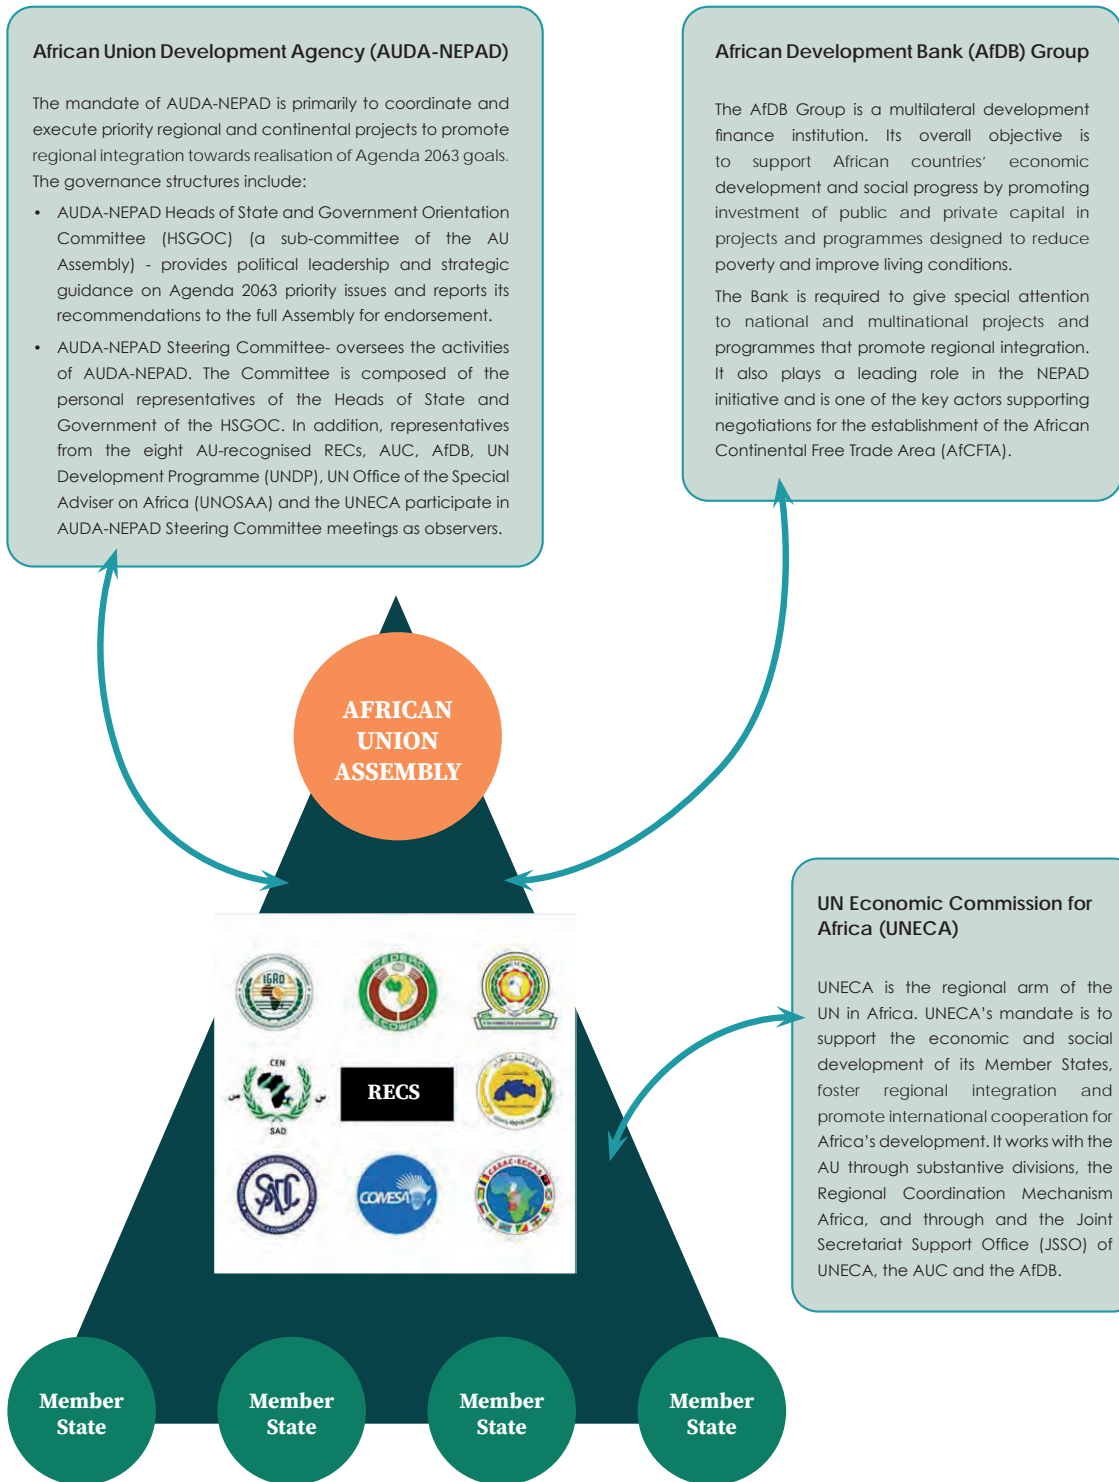 African Union Development Agency (AUDA-NEPAD)
The mandate of AUDA-NEPAD is primarily to coordinate and
execute priority regional and continental projects to promote
regional integration towards realisation of Agenda 2063 goals.
The governance structures include:
• AUDA-NEPAD Heads of State and Government Orientation
Committee (HSGOC) (a sub-committee of the AU
Assembly) - provides political leadership and strategic
guidance on Agenda 2063 priority issues and reports its
recommendations to the full Assembly for endorsement.
• AUDA-NEPAD Steering Committee- oversees the activities
of AUDA-NEPAD. The Committee is composed of the
personal representatives of the Heads of State and
Government of the HSGOC. In addition, representatives
from the eight AU-recognised RECs, AUC, AfDB, UN
Development Programme (UNDP), UN Office of the Special
Adviser on Africa (UNOSAA) and the UNECA participate in
AUDA-NEPAD Steering Committee meetings as observers.
African Development Bank (AfDB) Group
The AfDB Group is a multilateral development
finance institution. Its overall objective is
to support African countries' economic
development and social progress by promoting
investment of public and private capital in
projects and programmes designed to reduce
poverty and improve living conditions.
The Bank is required to give special attention
to national and multinational projects and
programmes that promote regional integration.
It also plays a leading role in the NEPAD
initiative and is one of the key actors supporting
negotiations for the establishment of the African
Continental Free Trade Area (AfCFTA).
AFRICAN
UNION
ASSEMBLY
UN Economic Commission for
Africa (UNECA)
UNECA is the regional arm of the
UN in Africa. UNECA's mandate is to
support the economic and social
development of its Member States,
foster regional integration and
promote international cooperation for
Africa's development. It works with the
AU through substantive divisions, the
Regional Coordination Mechanism
Africa, and through and the Joint
Secretariat Support Office (JSSO) of
UNECA, the AUC and the AfDB.
IGAD
CEDEAO
ECOWAS
CEN
SAD
س ص
RECS
SADC
COMESA
CEEAC-ECCAS
Member
State
Member
State
Member
State
Member
State